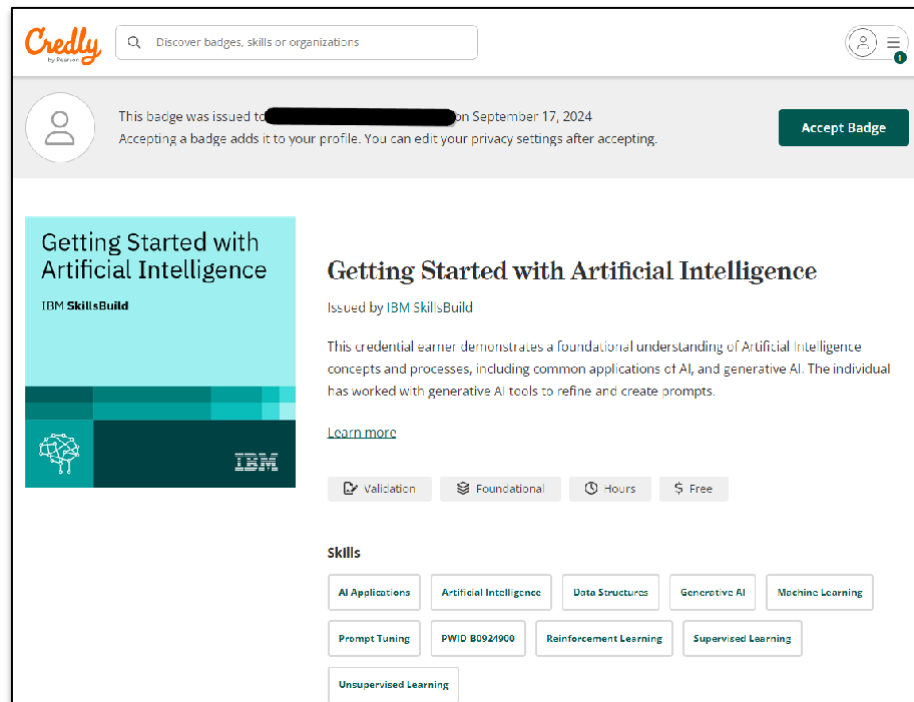 Credly
by Pearson
Discover badges, skills or organizations
1
This badge was issued to on September 17, 2024
Accepting a badge adds it to your profile. You can edit your privacy settings after accepting.
Accept Badge
Getting Started with
Artificial Intelligence
IBM SkillsBuild
IBM
Getting Started with Artificial Intelligence
Issued by IBM SkillsBuild
This credential earner demonstrates a foundational understanding of Artificial Intelligence
concepts and processes, including common applications of AI, and generative AI. The individual
has worked with generative AI tools to refine and create prompts.
Learn more
Validation Foundational Hours $ Free
Skills
AI Applications Artificial Intelligence Data Structures Generative AI Machine Learning
Prompt Tuning PWID B0924900 Reinforcement Learning Supervised Learning
Unsupervised Learning